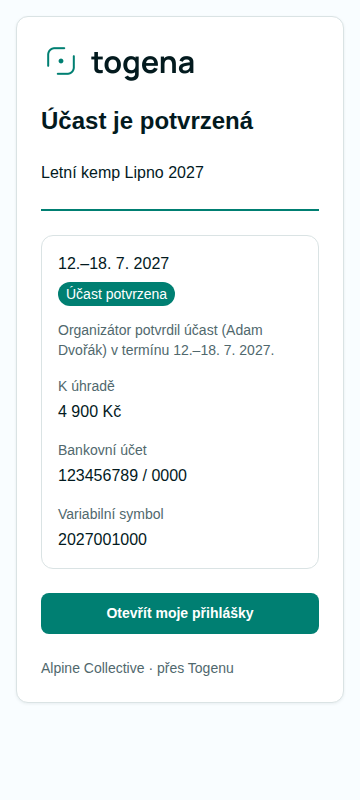 togena
Účast je potvrzená
Letní kemp Lipno 2027
12.–18. 7. 2027
Účast potvrzena
Organizátor potvrdil účast (Adam
Dvořák) v termínu 12.–18. 7. 2027.
K úhradě
4 900 Kč
Bankovní účet
123456789 / 0000
Variabilní symbol
2027001000
Otevřít moje přihlášky
Alpine Collective · přes Togenu